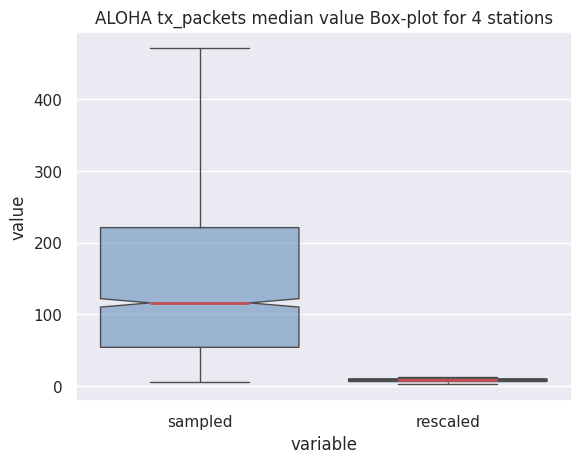 ALOHA tx_packets median value Box-plot for 4 stations
400
300
200
100
0
value
sampled
rescaled
variable